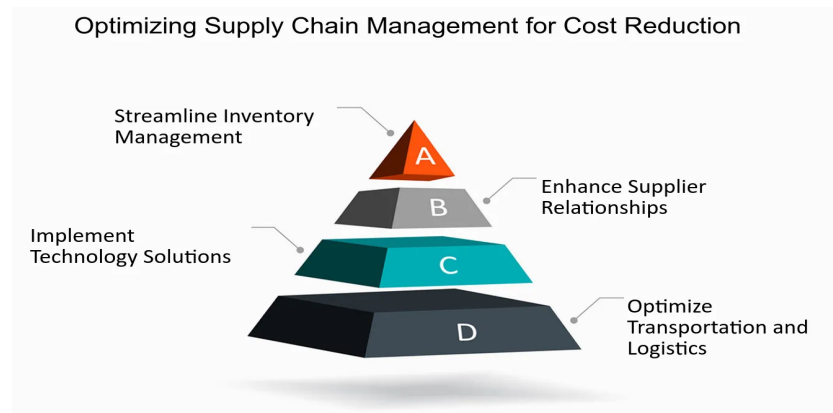 Optimizing Supply Chain Management for Cost Reduction
Streamline Inventory
Management
A
Enhance Supplier
Relationships
B
Implement
Technology Solutions
C
Optimize
Transportation and
Logistics
D